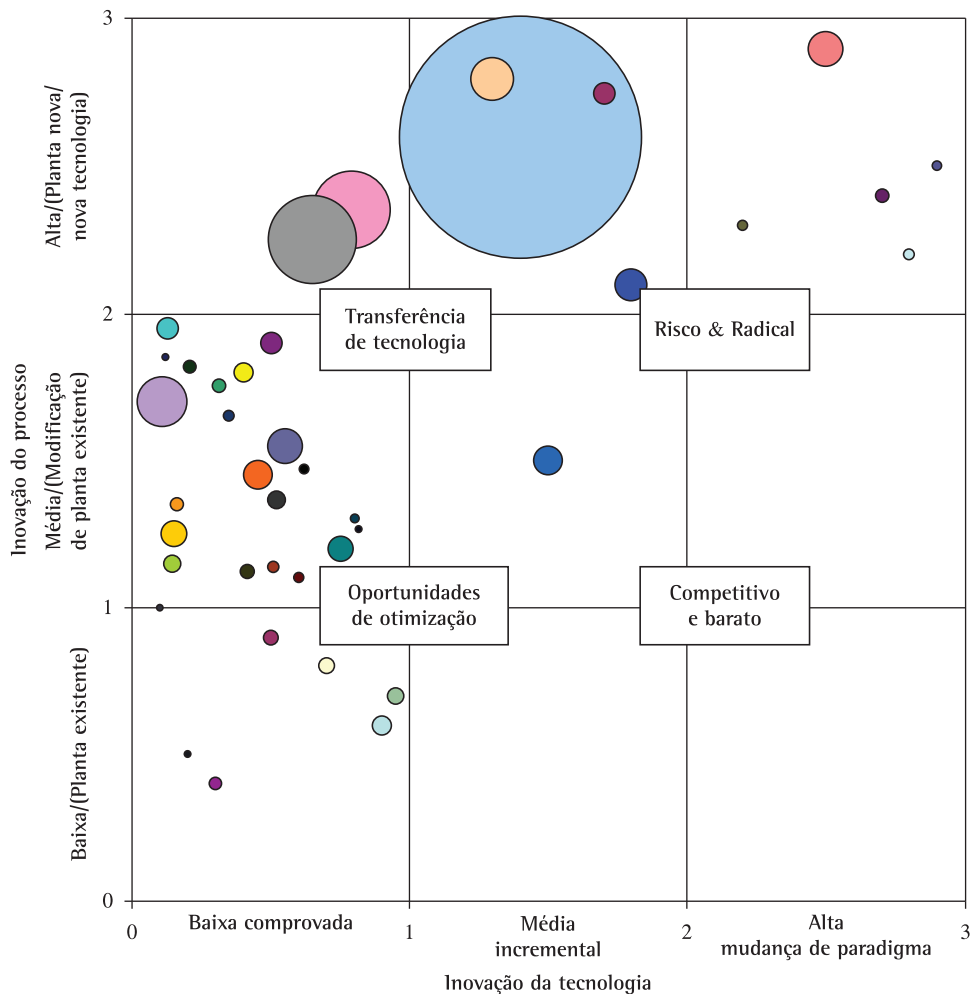 3
Alta/(Planta nova/
nova tecnologia)
Transferência
de tecnologia
Risco & Radical
2
Inovação do processo
Média/(Modificação
de planta existente)
Oportunidades
de otimização
Competitivo
e barato
1
Baixa/(Planta existente)
0
0
Baixa comprovada
1
Média
incremental
2
Alta
mudança de paradigma
3
Inovação da tecnologia